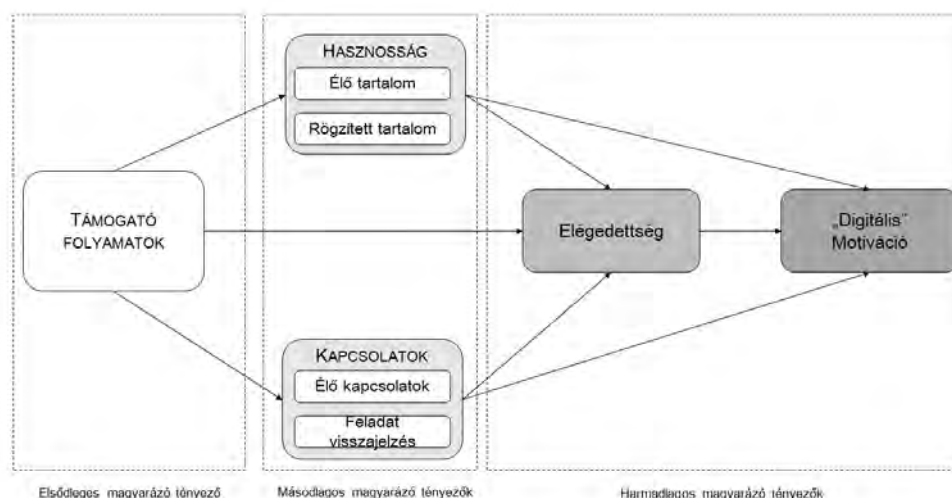 HASZNOSSÁG
Élő tartalom
Rögzített tartalom
TÁMOGATÓ
FOLYAMATOK
Elégedettség
„Digitális”
Motiváció
KAPCSOLATOK
Élő kapcsolatok
Feladat
visszajelzés
Elsődleges magyarázó tényező
Másodlagos magyarázó tényezők
Harmadlagos magyarázó tényezők